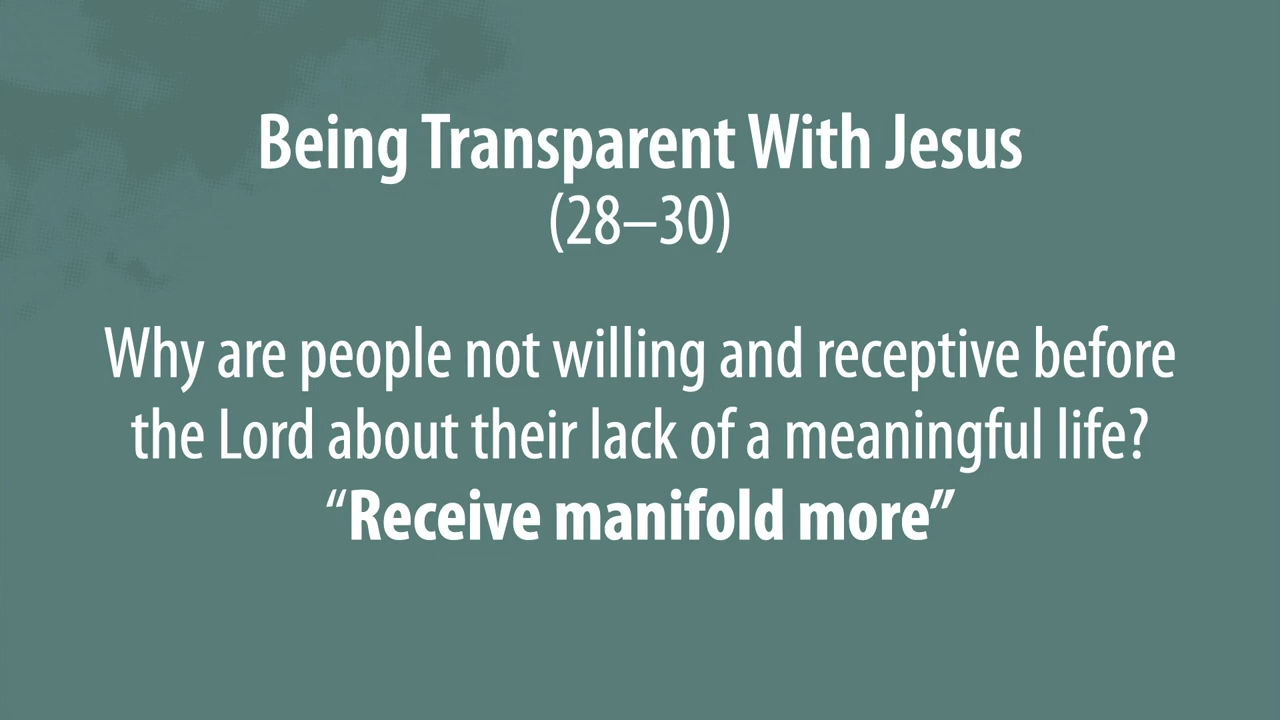 Being Transparent With Jesus
(28–30)
Why are people not willing and receptive before
the Lord about their lack of a meaningful life?
“Receive manifold more”